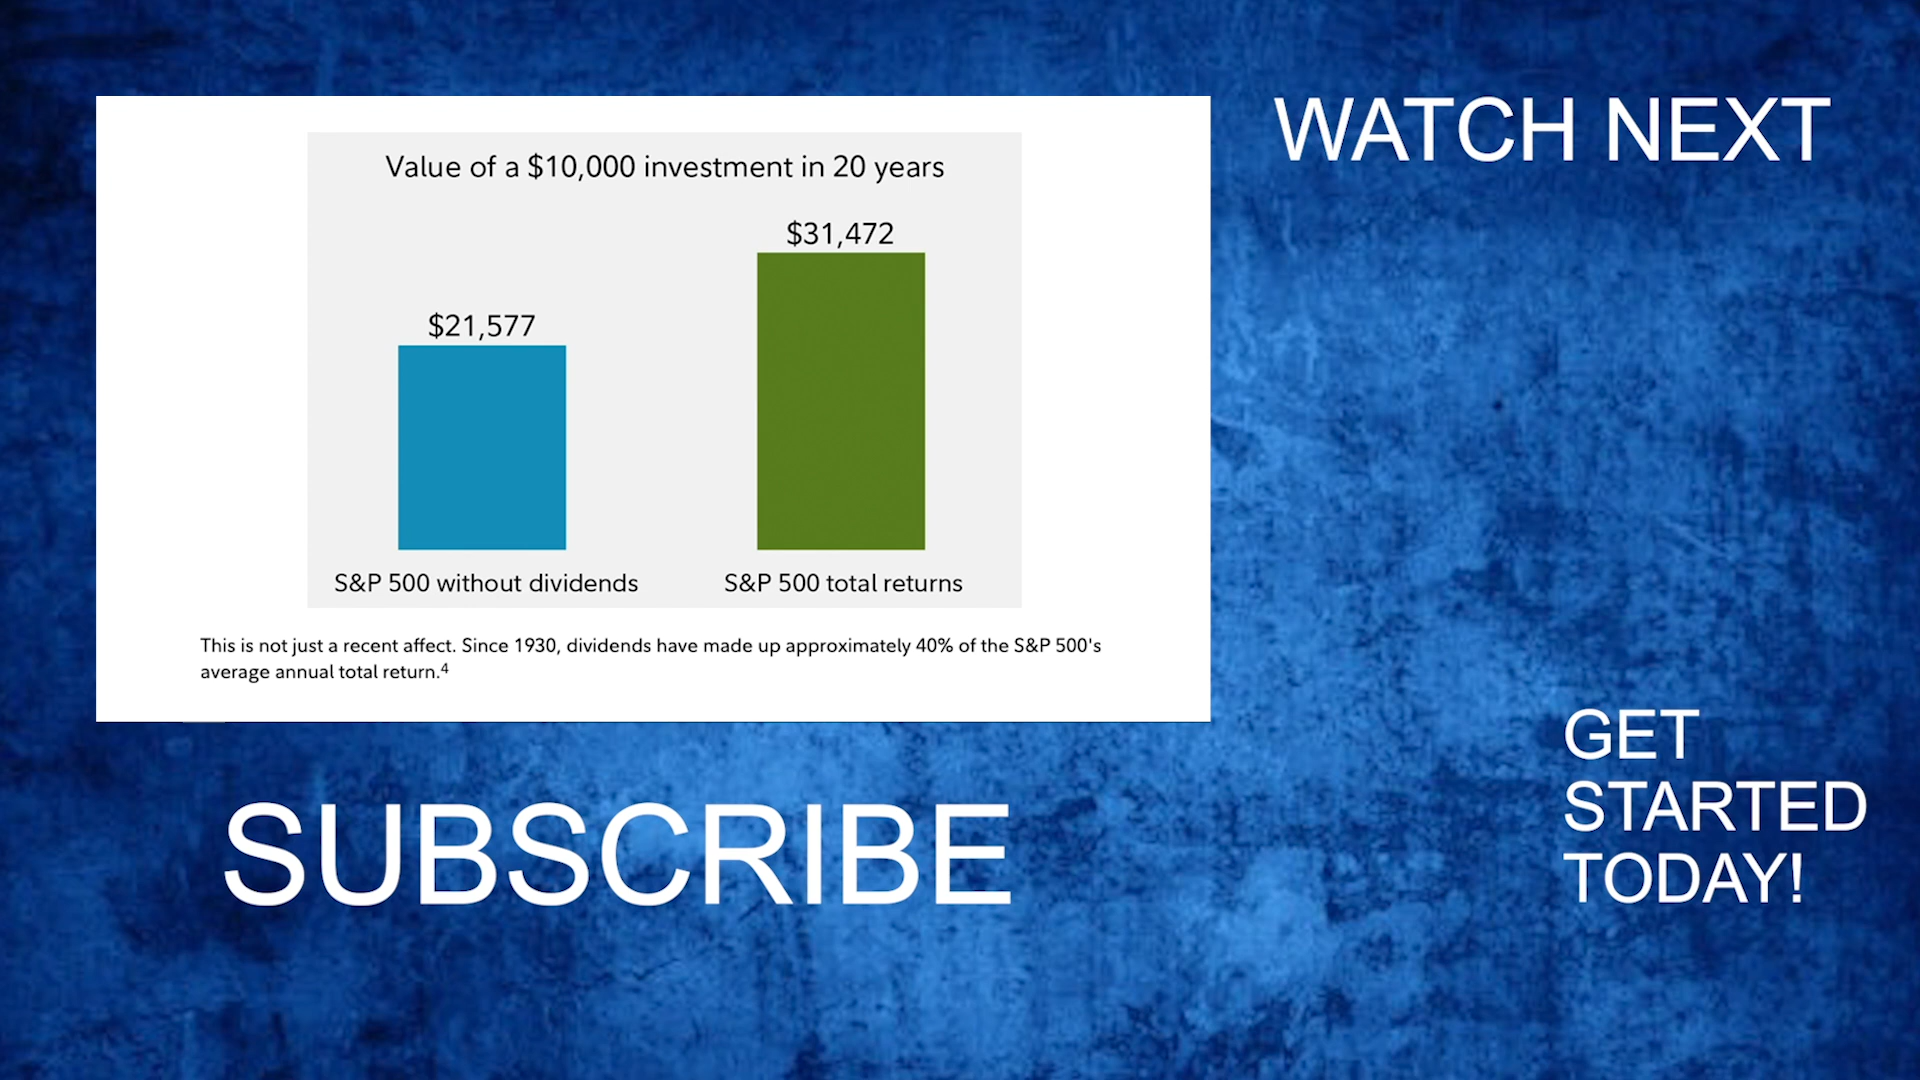 WATCH NEXT
Value of a $10,000 investment in 20 years
$31,472
$21,577
S&P 500 without dividends
S&P 500 total returns
This is not just a recent affect. Since 1930, dividends have made up approximately 40% of the S&P 500's
average annual total return.4
GET
STARTED
TODAY!
SUBSCRIBE